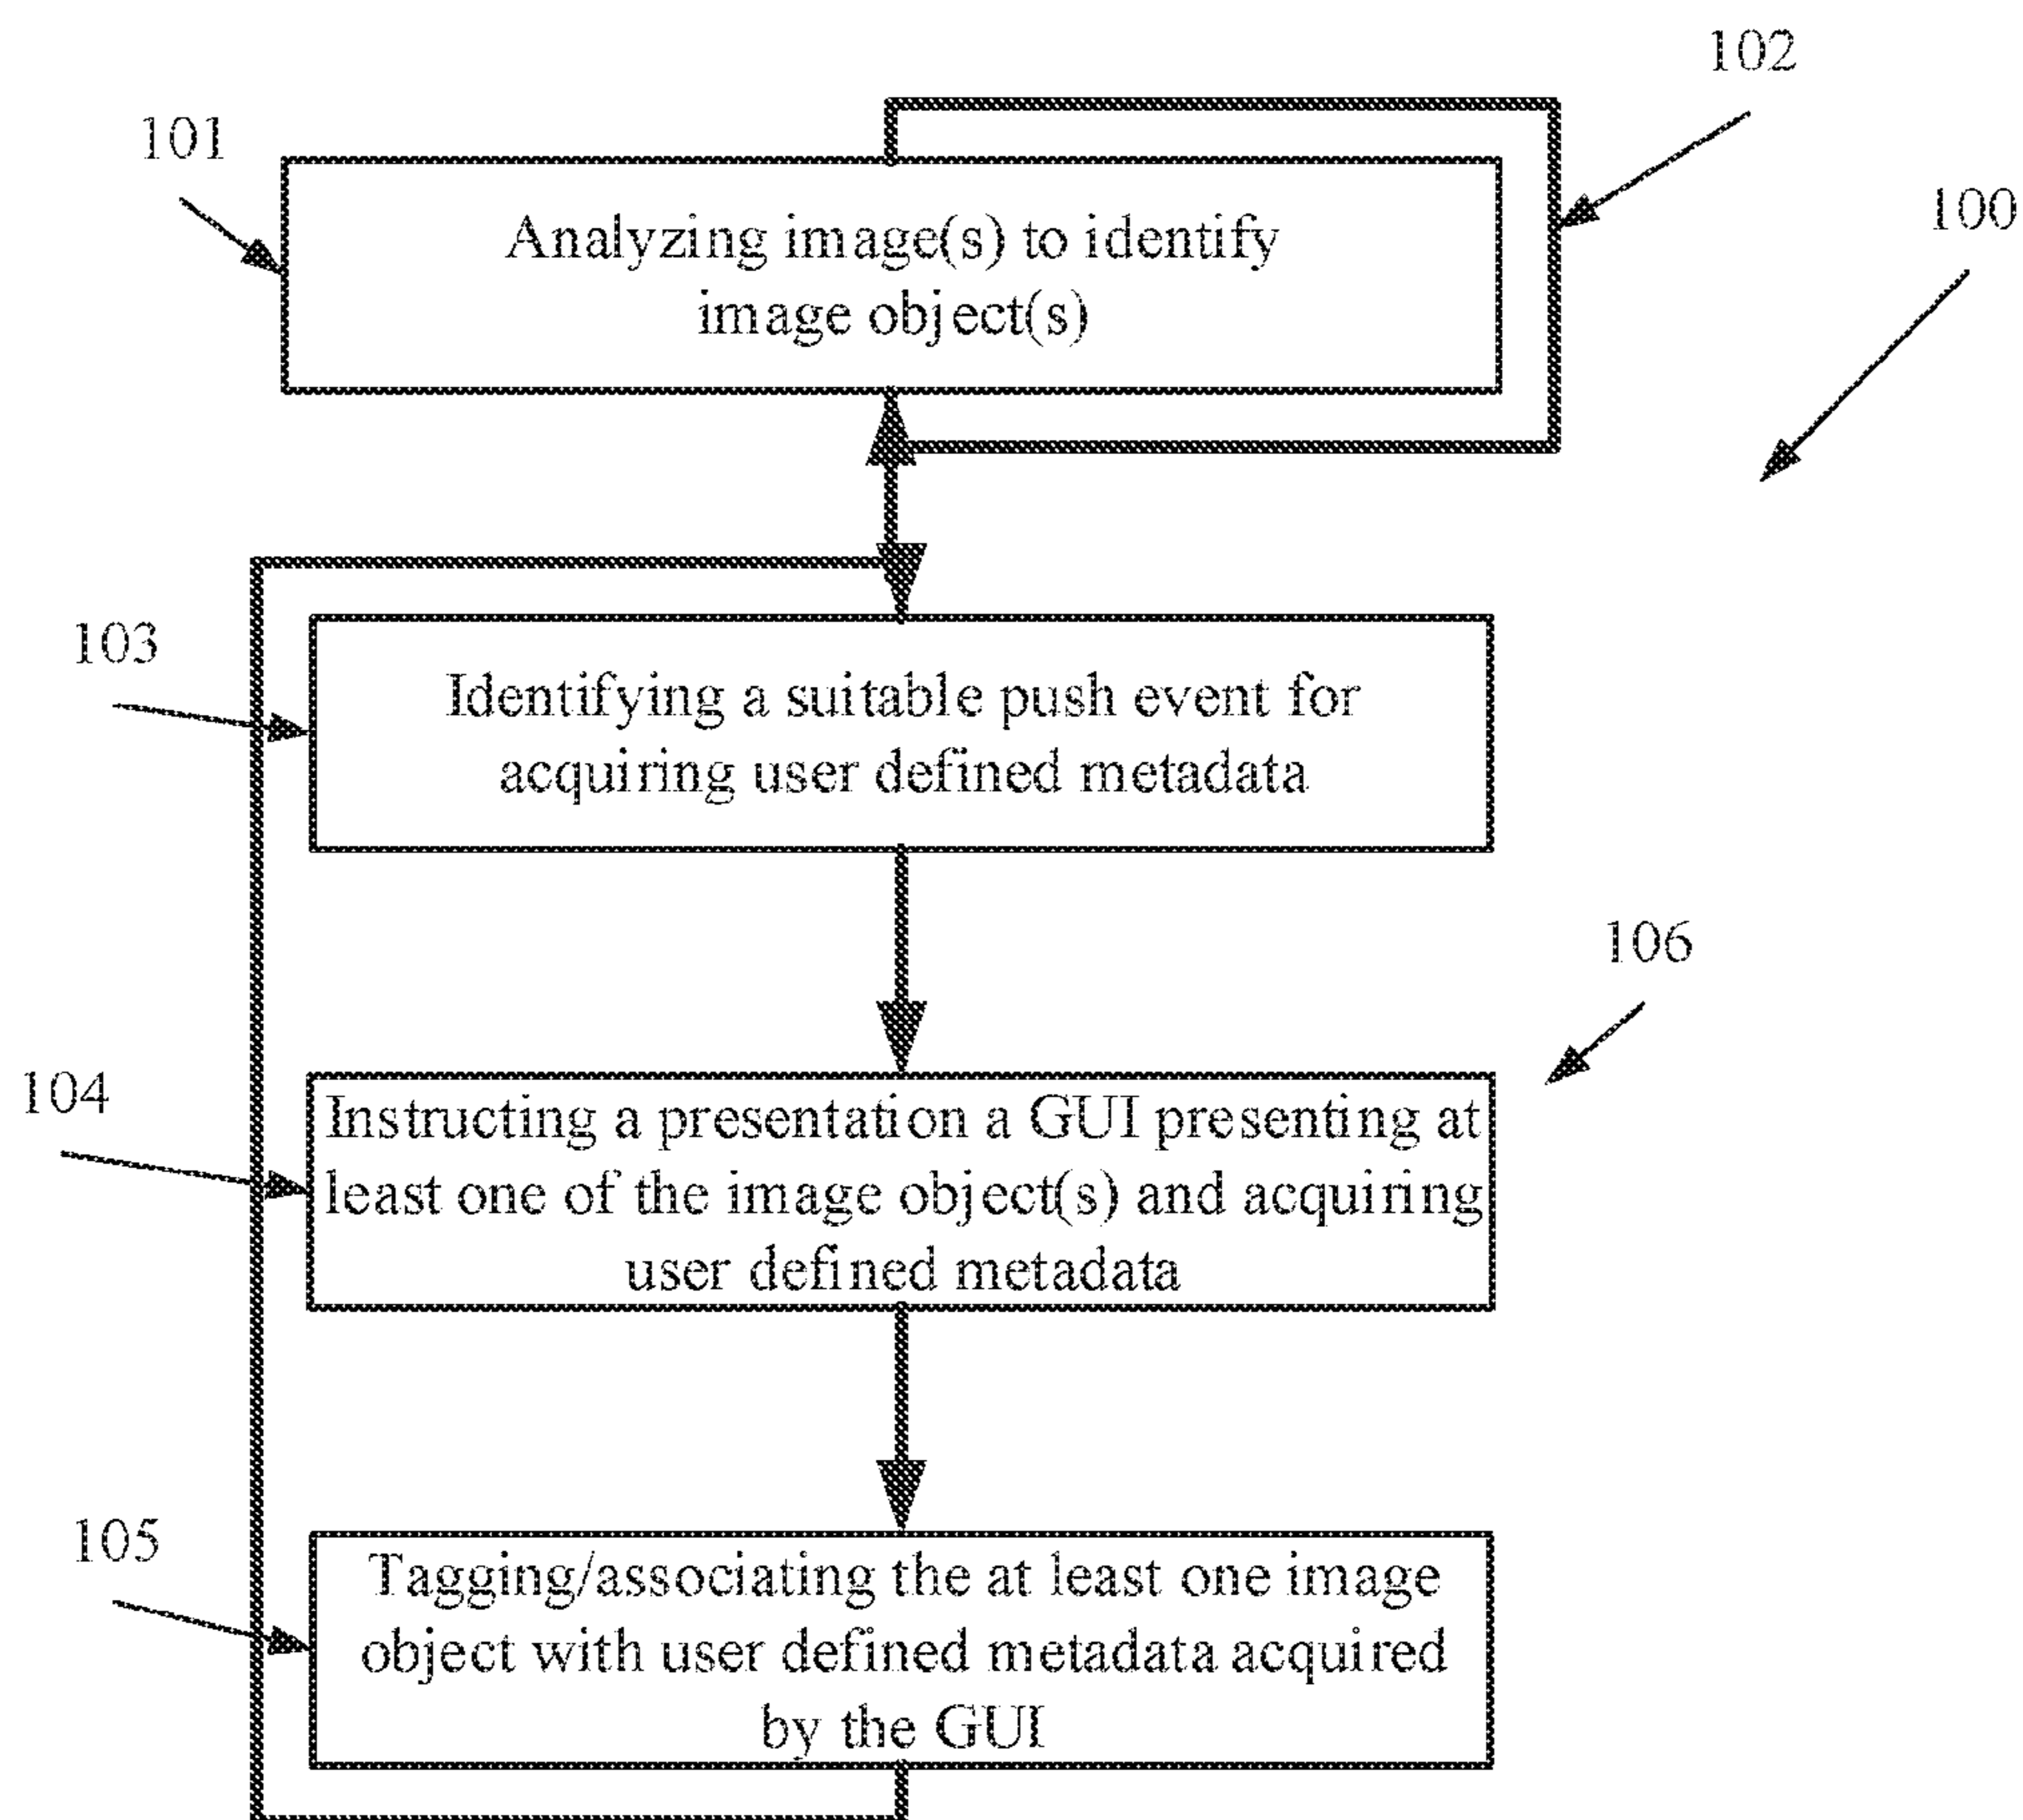 102
101
100
Analyzing image(s) to identify
image object(s)
103
Identifying a suitable push event for
acquiring user defined metadata
106
104
Instructing a presentation a GUI presenting at
least one of the image object(s) and acquiring
user defined metadata
105
Tagging/associating the at least one image
object with user defined metadata acquired
by the GUI